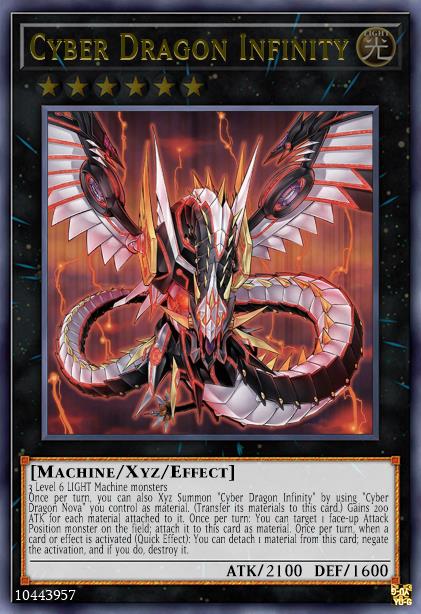 CYBER DRAGON INFINITY
LIGHT
光
[MACHINE/XYZ/EFFECT]
3 Level 6 LIGHT Machine monsters
Once per turn, you can also Xyz Summon "Cyber Dragon Infinity" by using "Cyber
Dragon Nova" you control as material. (Transfer its materials to this card.) Gains 200
ATK for each material attached to it. Once per turn: You can target 1 face-up Attack
Position monster on the field; attach it to this card as material. Once per turn, when a
card or effect is activated (Quick Effect): You can detach 1 material from this card; negate
the activation, and if you do, destroy it.
ATK/2100 DEF/1600
10443957